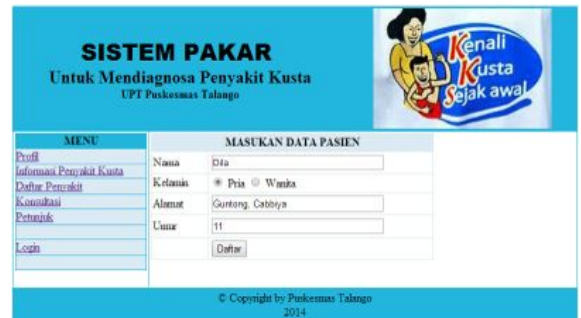 SISTEM PAKAR
Untuk Mendiagnosa Penyakit Kusta
UPT Puskesmas Talango
Kenali
Kusta
Sejak awal
MENU
Profil
Informasi Penyakit Kusta
Daftar Penyakit
Konsultasi
Petunjuk
Login
MASUKAN DATA PASIEN
Nama Dila
Kelamin Pria Wanita
Alamat Guntong, Cabbiya
Umur 11
Daftar
© Copyright by Puskesmas Talango
2014